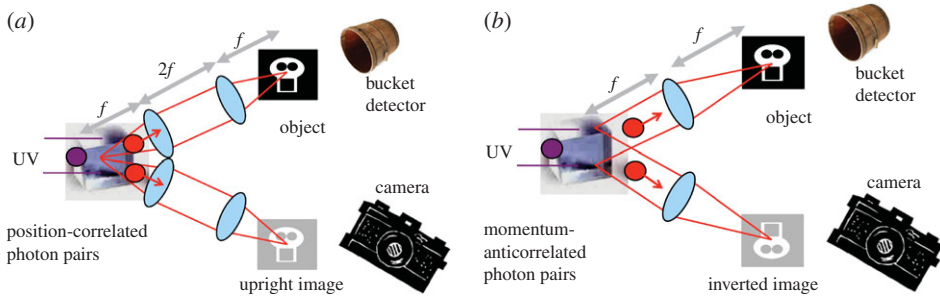 (a)
f
2f
f
UV
object
bucket
detector
camera
position-correlated
photon pairs
upright image
(b)
f
f
UV
object
bucket
detector
camera
momentum-
anticorrelated
photon pairs
inverted image